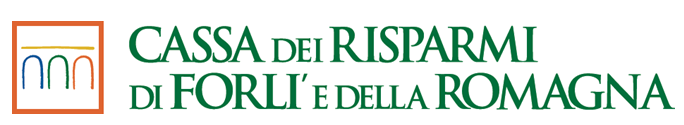 CASSA DEI RISPARMI
DI FORLI' E DELLA ROMAGNA